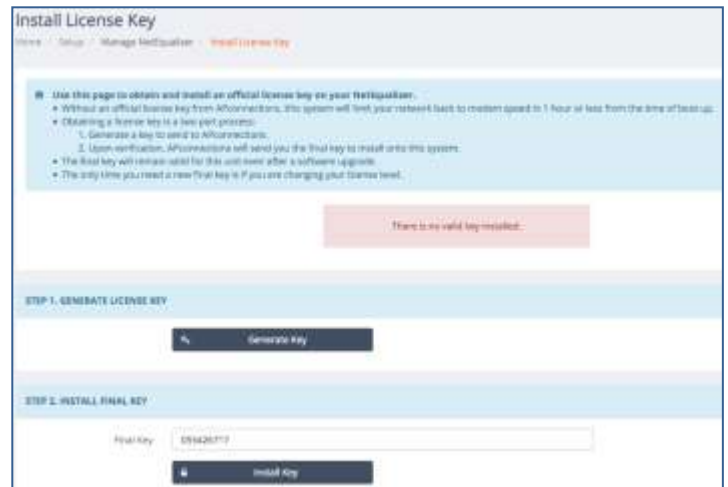 Install License Key
Home / Setup / Manage NetEqualizer / Install License Key
Use this page to obtain and install an official license key on your NetEqualizer.
• Without an official license key from APconnections, this system will limit your network back to modem speed in 1 hour or less from the time of boot up.
• Obtaining a license key is a two part process:
1. Generate a key to send to APconnections.
2. Upon verification, APconnections will send you the final key to install onto this system.
• The final key will remain valid for this unit even after a software upgrade.
• The only time you need a new final key is if you are changing your license level.
There is no valid key installed.
STEP 1. GENERATE LICENSE KEY
Generate Key
STEP 2. INSTALL FINAL KEY
Final Key
Install Key